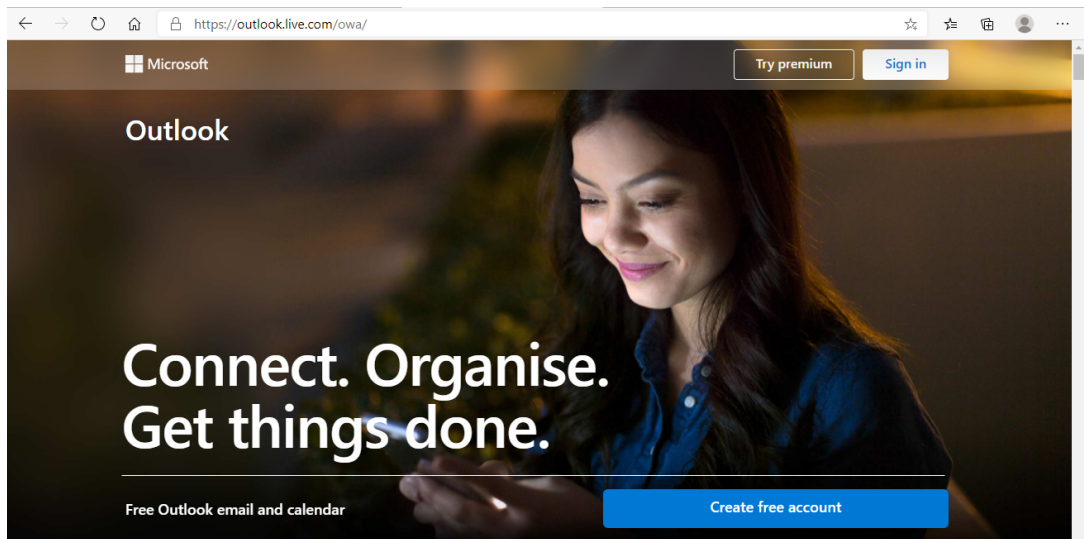 https://outlook.live.com/owa/
Microsoft
Try premium
Sign in
Outlook
Connect. Organise.
Get things done.
Free Outlook email and calendar
Create free account